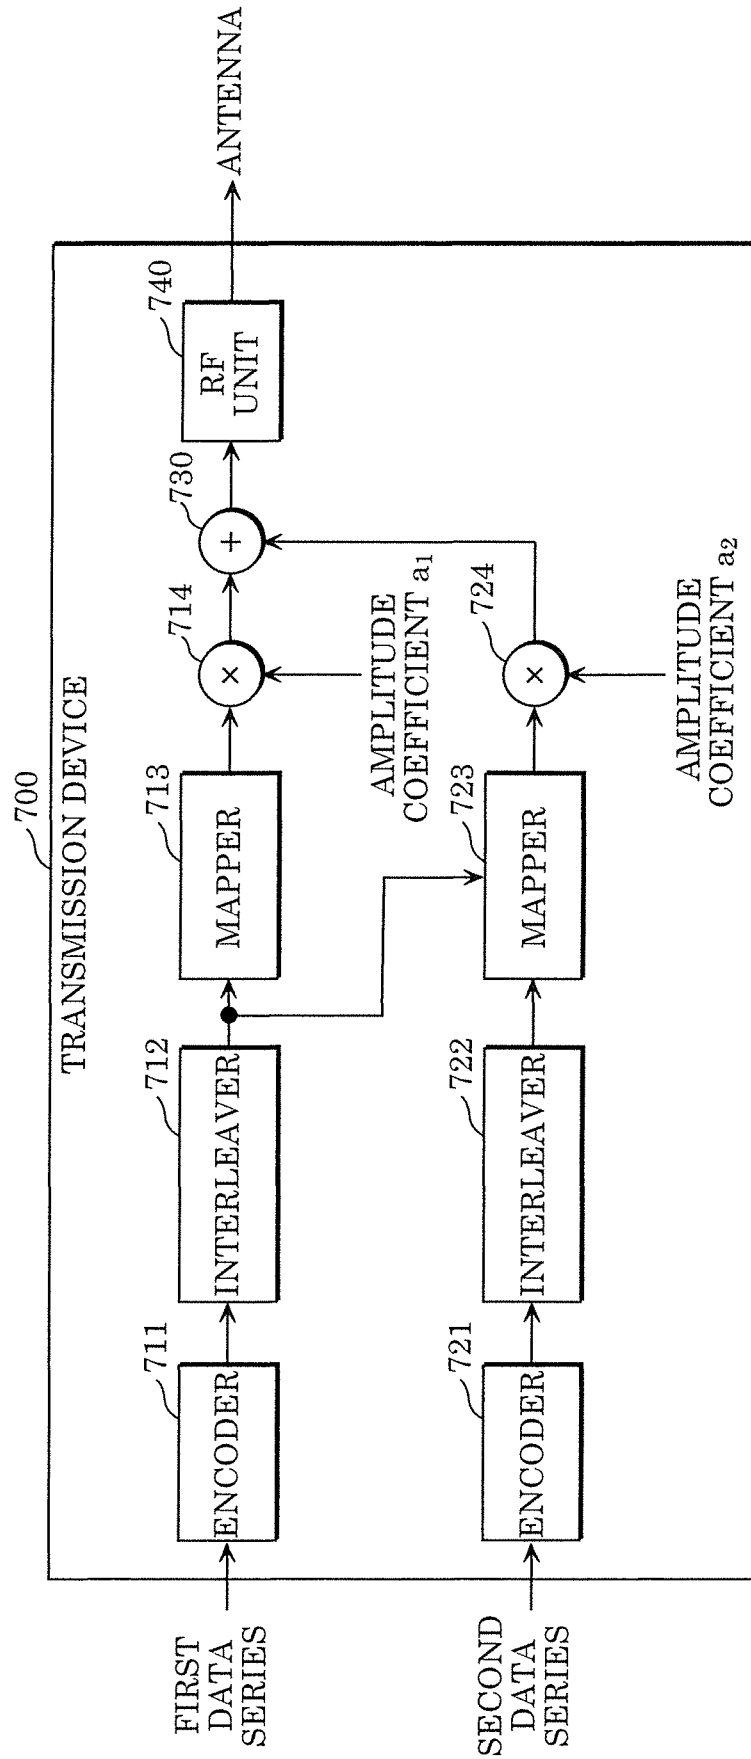 700
TRANSMISSION DEVICE
FIRST
DATA
SERIES
711
ENCODER
712
INTERLEAVER
713
MAPPER
714
×
AMPLITUDE
COEFFICIENT a₁
730
+
740
RF
UNIT
ANTENNA
SECOND
DATA
SERIES
721
ENCODER
722
INTERLEAVER
723
MAPPER
724
×
AMPLITUDE
COEFFICIENT a₂